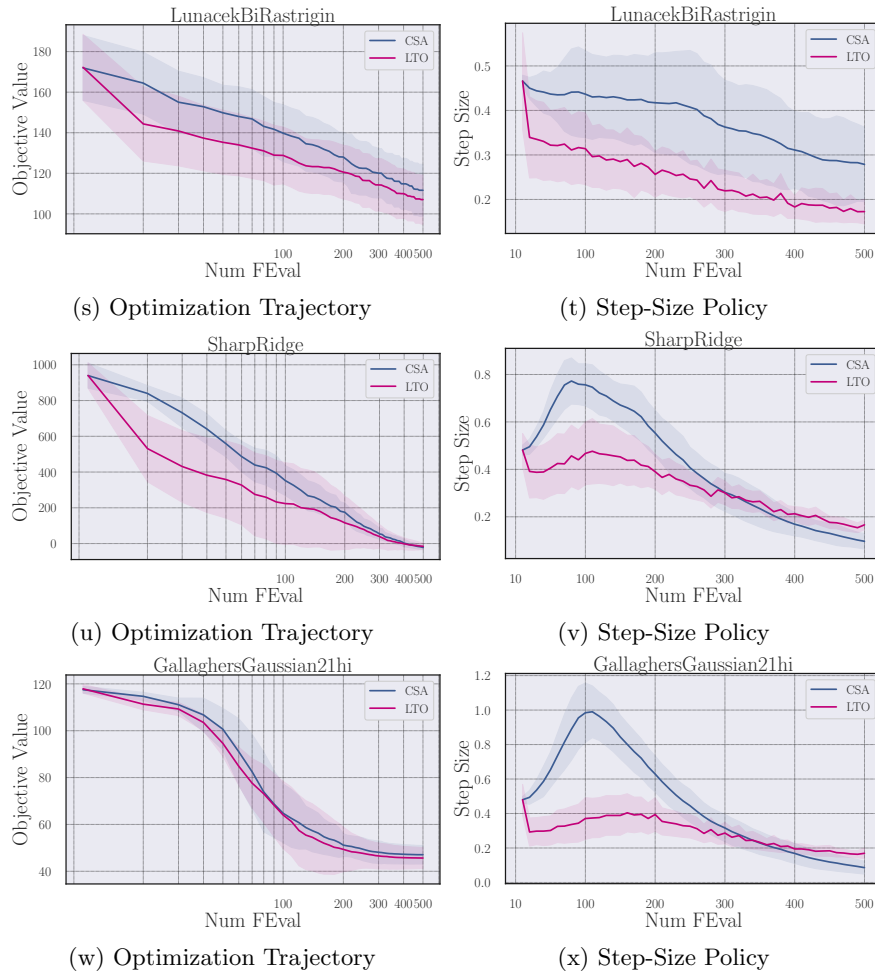 LunacekBiRastrigin
CSA
LTO
Objective Value
180
160
140
120
100
100
200
300
400
500
Num FEval
(s) Optimization Trajectory
LunacekBiRastrigin
CSA
LTO
Step Size
0.5
0.4
0.3
0.2
10
100
200
300
400
500
Num FEval
(t) Step-Size Policy
SharpRidge
CSA
LTO
Objective Value
1000
800
600
400
200
0
100
200
300
400
500
Num FEval
(u) Optimization Trajectory
SharpRidge
CSA
LTO
Step Size
0.8
0.6
0.4
0.2
10
100
200
300
400
500
Num FEval
(v) Step-Size Policy
GallaghersGaussian21hi
CSA
LTO
Objective Value
120
100
80
60
40
100
200
300
400
500
Num FEval
(w) Optimization Trajectory
GallaghersGaussian21hi
CSA
LTO
Step Size
1.2
1.0
0.8
0.6
0.4
0.2
0.0
10
100
200
300
400
500
Num FEval
(x) Step-Size Policy